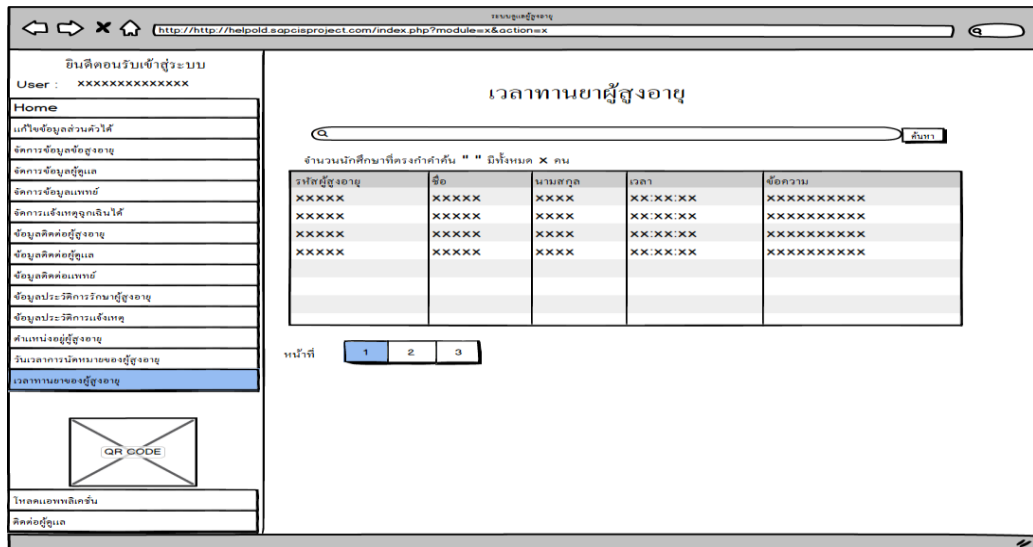 ระบบดูแลผู้สูงอายุ
http://http://helpold.sapcisproject.com/index.php?module=x&action=x
ยินดีตอนรับเข้าสู่ระบบ
User : xxxxxxxxxxxxxx
Home
แก้ไขข้อมูลส่วนตัวได้
จัดการข้อมูลข้อสูงอายุ
จัดการข้อมูลผู้ดูแล
จัดการข้อมูลแพทย์
จัดการแจ้งเหตุฉุกเฉินได้
ข้อมูลติดต่อผู้สูงอายุ
ข้อมูลติดต่อผู้ดูแล
ข้อมูลติดต่อแพทย์
ข้อมูลประวัติการรักษาผู้สูงอายุ
ข้อมูลประวัติการแจ้งเหตุ
ตำแหน่งอยู่ผู้สูงอายุ
วันเวลาการนัดหมายของผู้สูงอายุ
เวลาทานยาของผู้สูงอายุ
QR CODE
โหลดแอพพลิเคชั่น
ติดต่อผู้ดูแล
เวลาทานยาผู้สูงอายุ
ค้นหา
จำนวนนักศึกษาที่ตรงกำคำค้น " " มีทั้งหมด x คน
รหัสผู้สูงอายุ ชื่อ นามสกุล เวลา ข้อความ
xxxxx xxxxx xxxx xx:xx:xx xxxxxxxxxx
xxxxx xxxxx xxxx xx:xx:xx xxxxxxxxxx
xxxxx xxxxx xxxx xx:xx:xx xxxxxxxxxx
xxxxx xxxxx xxxx xx:xx:xx xxxxxxxxxx
หน้าที่ 1 2 3